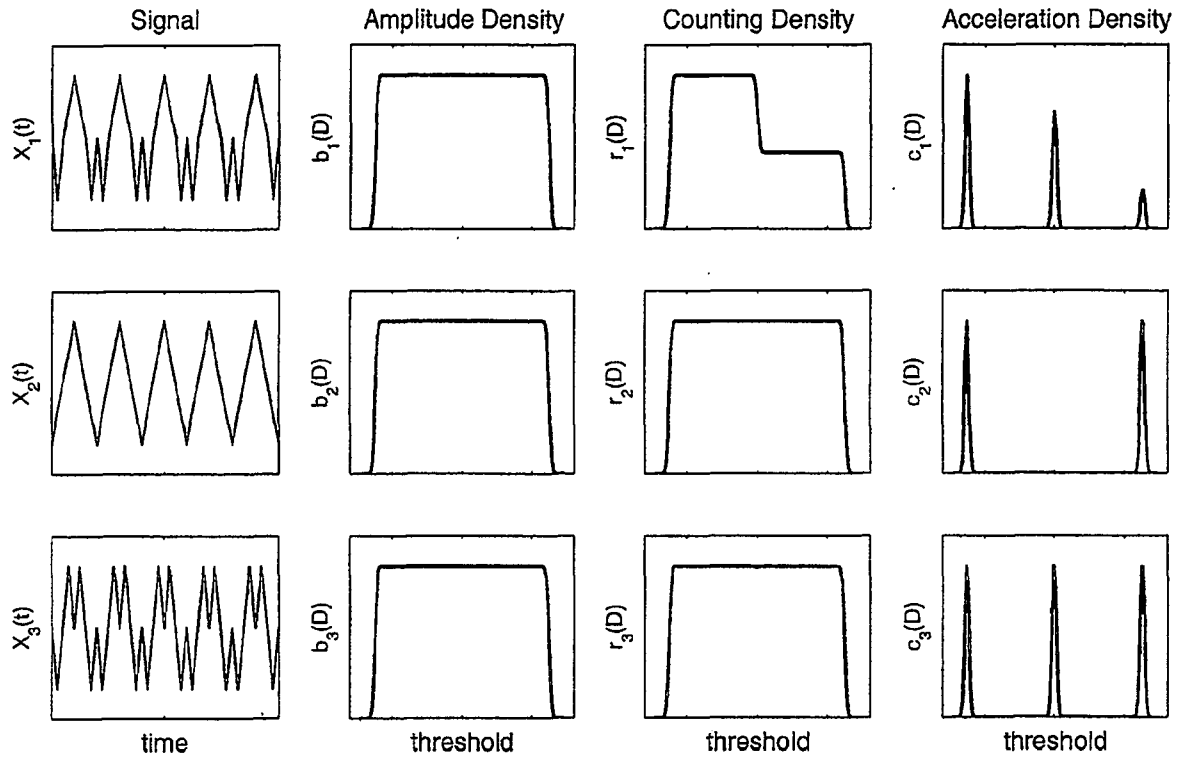 Signal
Amplitude Density
Counting Density
Acceleration Density
X1(t)
b1(D)
r1(D)
c1(D)
X2(t)
b2(D)
r2(D)
c2(D)
X3(t)
b3(D)
r3(D)
c3(D)
time
threshold
threshold
threshold